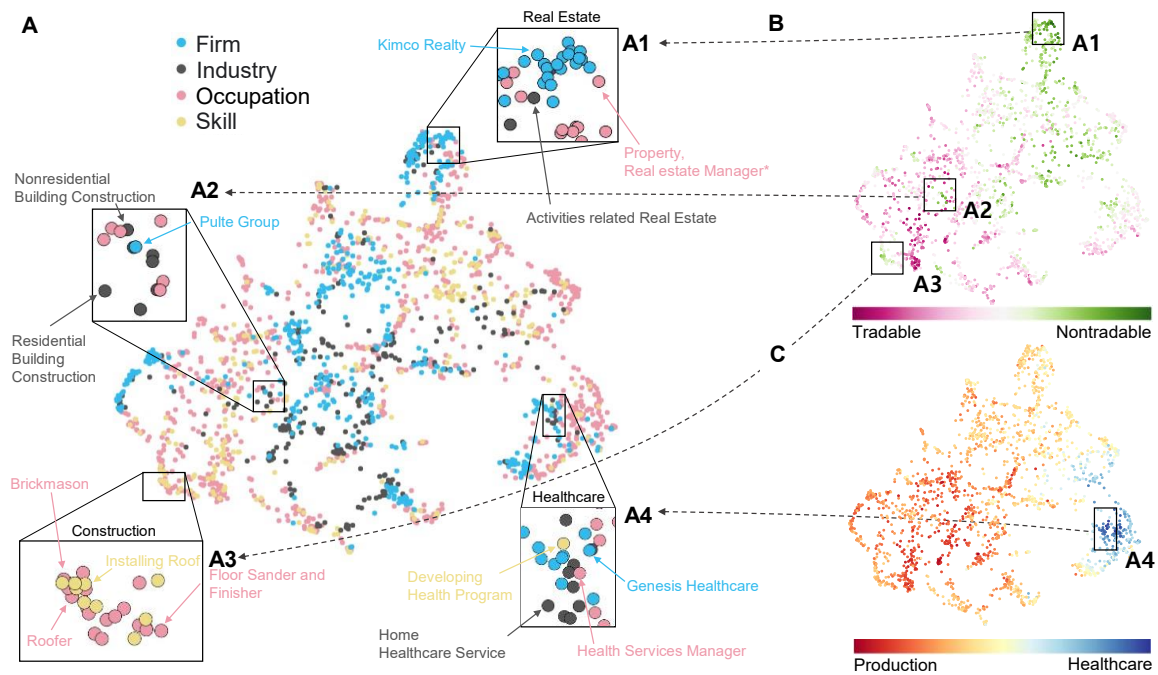 A
Firm
Industry
Occupation
Skill
Real Estate
Kimco Realty
A1
Property,
Real estate Manager*
Activities related Real Estate
Nonresidential
Building Construction
A2
Pulte Group
Residential
Building
Construction
Brickmason
Construction
Installing Roof
A3
Floor Sander and
Finisher
Roofer
Healthcare
A4
Developing
Health Program
Genesis Healthcare
Home
Healthcare Service
Health Services Manager
B
A1
A2
A3
Tradable
Nontradable
C
A4
Production
Healthcare